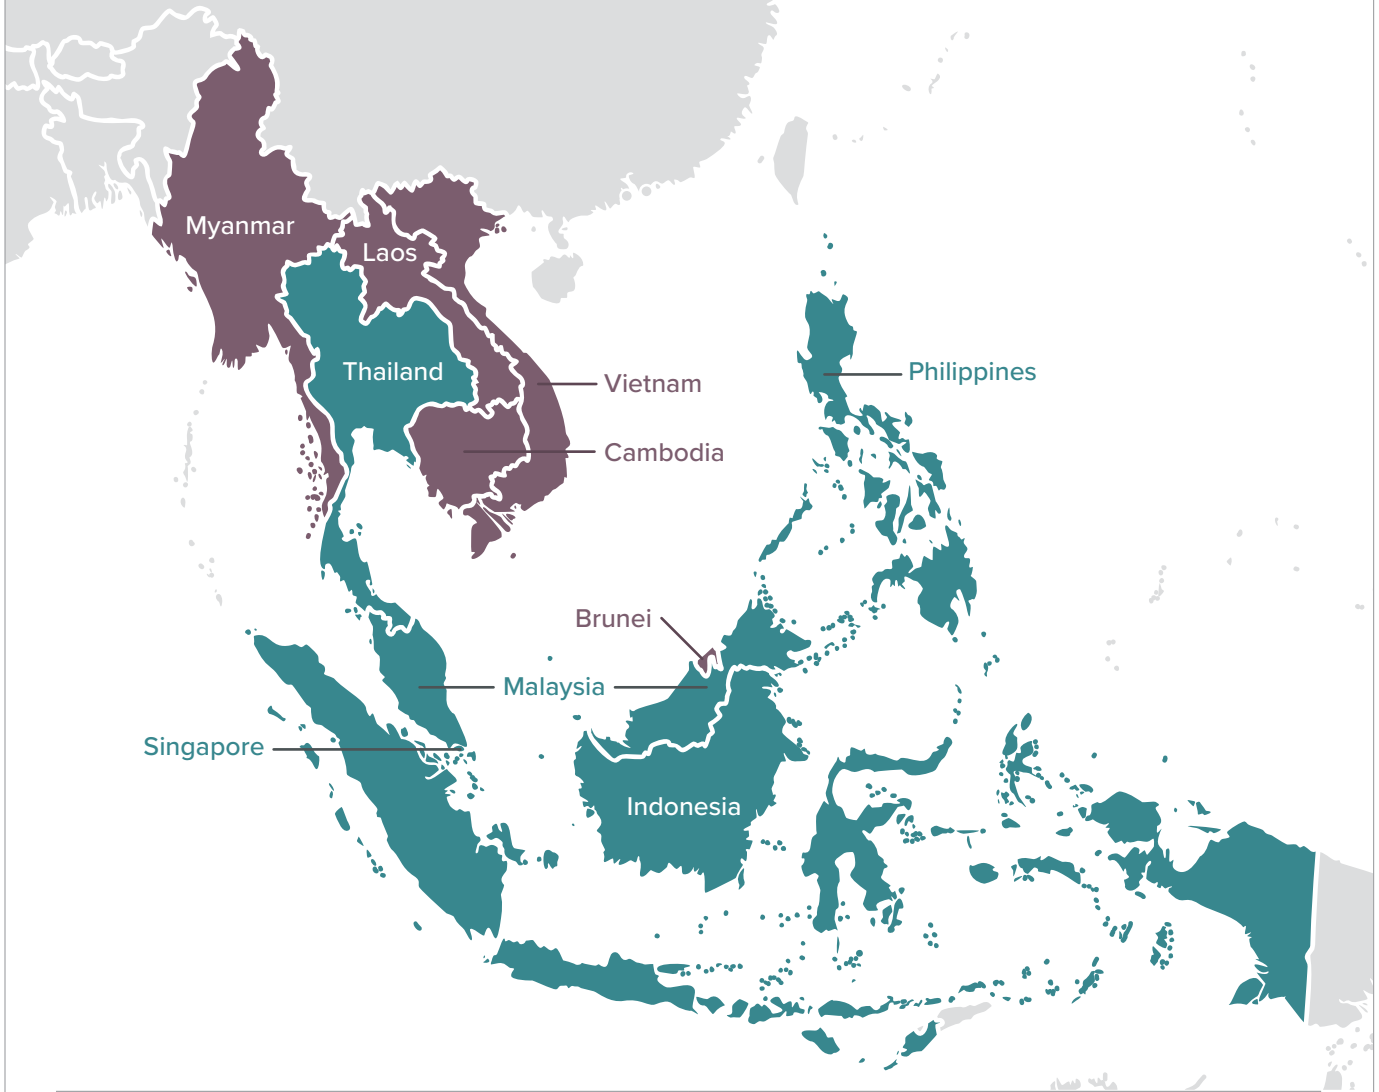 Myanmar
Laos
Thailand
Vietnam
Philippines
Cambodia
Brunei
Malaysia
Singapore
Indonesia